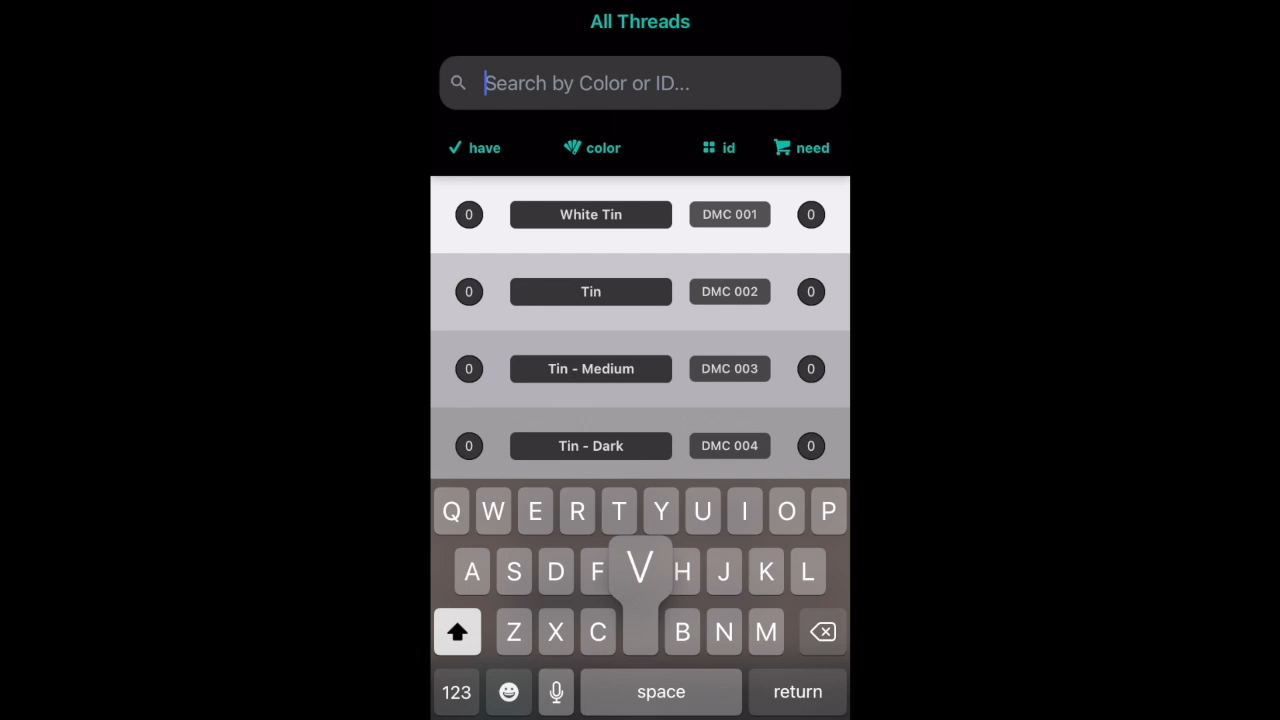 All Threads
Search by Color or ID...
have color id need
0 White Tin DMC 001 0
0 Tin DMC 002 0
0 Tin - Medium DMC 003 0
0 Tin - Dark DMC 004 0
Q W E R T Y U I O P
A S D F V H J K L
Z X C B N M
123 space return